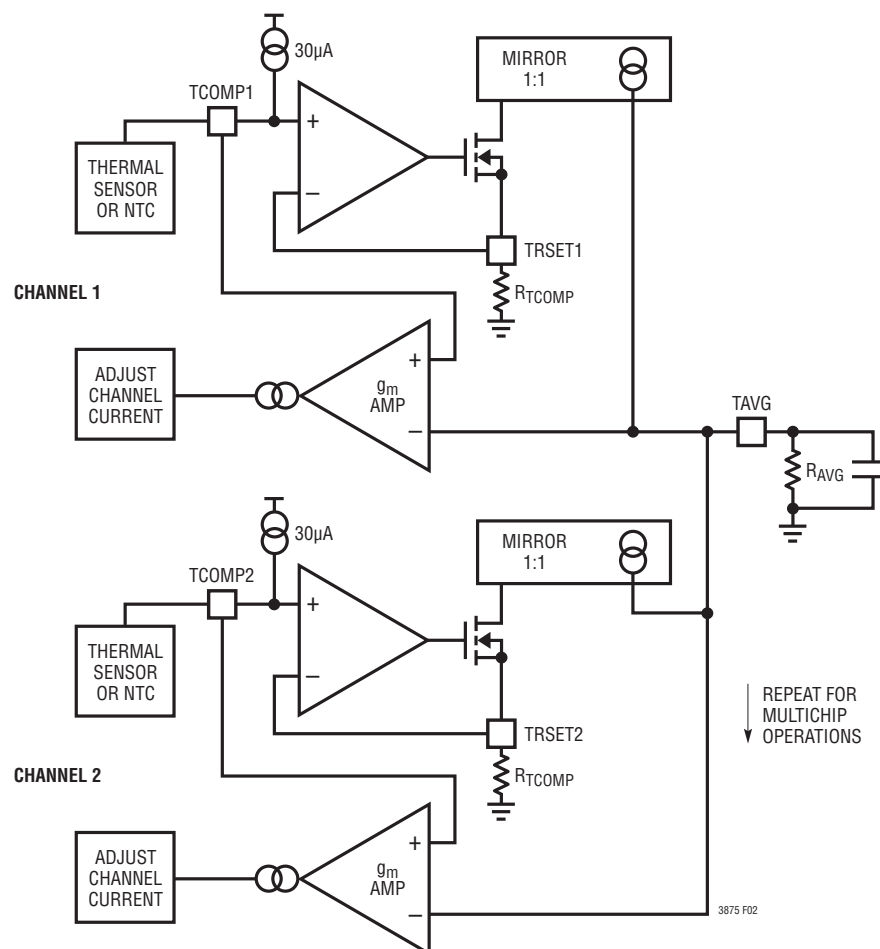 30µA
TCOMP1
MIRROR
1:1
+
−
THERMAL
SENSOR
OR NTC
TRSET1
RTCOMP
CHANNEL 1
ADJUST
CHANNEL
CURRENT
+
gm
AMP
−
TAVG
RAVG
30µA
TCOMP2
MIRROR
1:1
+
−
THERMAL
SENSOR
OR NTC
TRSET2
RTCOMP
REPEAT FOR
MULTICHIP
OPERATIONS
CHANNEL 2
ADJUST
CHANNEL
CURRENT
+
gm
AMP
−
3875 F02